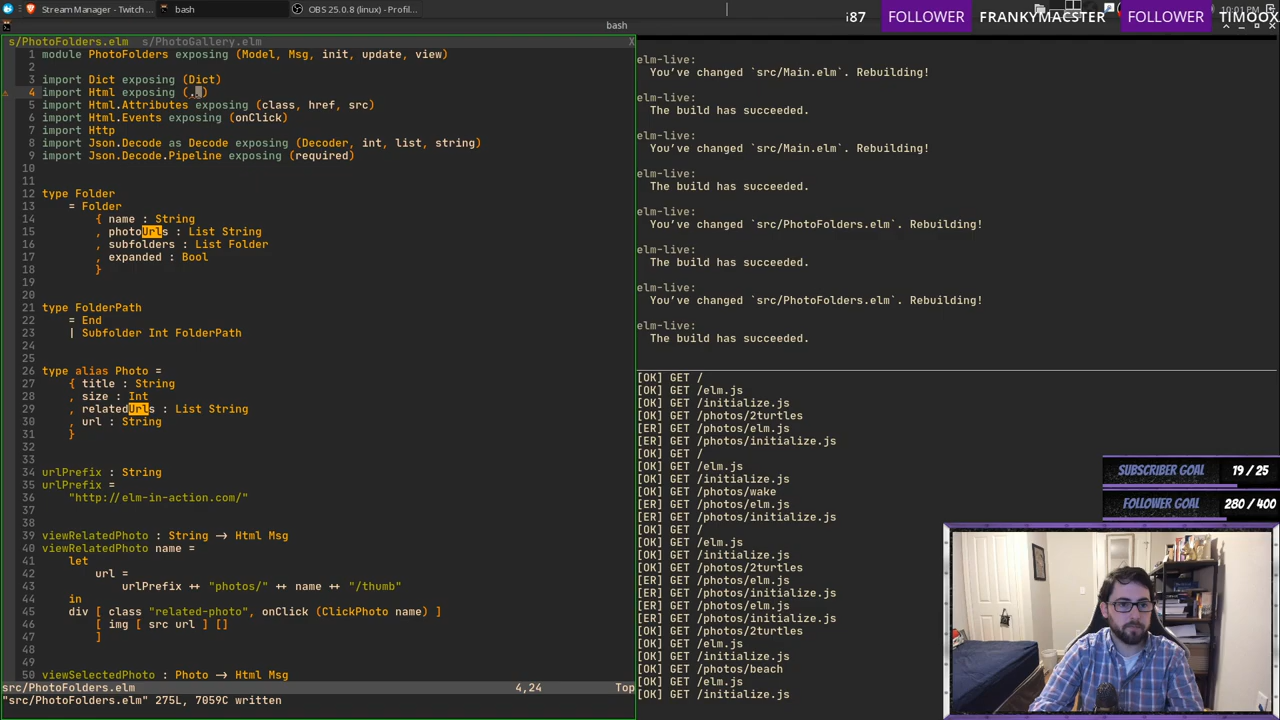 Stream Manager - Twitch ...
bash
OBS 25.0.8 (linux) - Profil...
10:01 PM
bash
i87 FOLLOWER FRANKYMACSTER FOLLOWER TIMOOX
s/PhotoFolders.elm s/PhotoGallery.elm X
1 module PhotoFolders exposing (Model, Msg, init, update, view)
2
3 import Dict exposing (Dict)
4 import Html exposing (..)
5 import Html.Attributes exposing (class, href, src)
6 import Html.Events exposing (onClick)
7 import Http
8 import Json.Decode as Decode exposing (Decoder, int, list, string)
9 import Json.Decode.Pipeline exposing (required)
10
11
12 type Folder
13 = Folder
14 { name : String
15 , photoUrls : List String
16 , subfolders : List Folder
17 , expanded : Bool
18 }
19
20
21 type FolderPath
22 = End
23 | Subfolder Int FolderPath
24
25
26 type alias Photo =
27 { title : String
28 , size : Int
29 , relatedUrls : List String
30 , url : String
31 }
32
33
34 urlPrefix : String
35 urlPrefix =
36 "http://elm-in-action.com/"
37
38
39 viewRelatedPhoto : String → Html Msg
40 viewRelatedPhoto name =
41 let
42 url =
43 urlPrefix ++ "photos/" ++ name ++ "/thumb"
44 in
45 div [ class "related-photo", onClick (ClickPhoto name) ]
46 [ img [ src url ] []
47 ]
48
49
50 viewSelectedPhoto : Photo → Html Msg
src/PhotoFolders.elm 4,24 Top
"src/PhotoFolders.elm" 275L, 7059C written
elm-live:
You've changed `src/Main.elm`. Rebuilding!
elm-live:
The build has succeeded.
elm-live:
You've changed `src/Main.elm`. Rebuilding!
elm-live:
The build has succeeded.
elm-live:
You've changed `src/PhotoFolders.elm`. Rebuilding!
elm-live:
The build has succeeded.
elm-live:
You've changed `src/PhotoFolders.elm`. Rebuilding!
elm-live:
The build has succeeded.
[OK] GET /
[OK] GET /elm.js
[OK] GET /initialize.js
[OK] GET /photos/2turtles
[ER] GET /photos/elm.js
[ER] GET /photos/initialize.js
[OK] GET /
[OK] GET /elm.js
[OK] GET /initialize.js
[OK] GET /photos/wake
[ER] GET /photos/elm.js
[ER] GET /photos/initialize.js
[OK] GET /
[OK] GET /elm.js
[OK] GET /initialize.js
[OK] GET /photos/2turtles
[ER] GET /photos/elm.js
[ER] GET /photos/initialize.js
[ER] GET /photos/elm.js
[ER] GET /photos/initialize.js
[OK] GET /photos/2turtles
[OK] GET /elm.js
[OK] GET /initialize.js
[OK] GET /photos/beach
[OK] GET /elm.js
[OK] GET /initialize.js
SUBSCRIBER GOAL 19 / 25
FOLLOWER GOAL 280 / 400